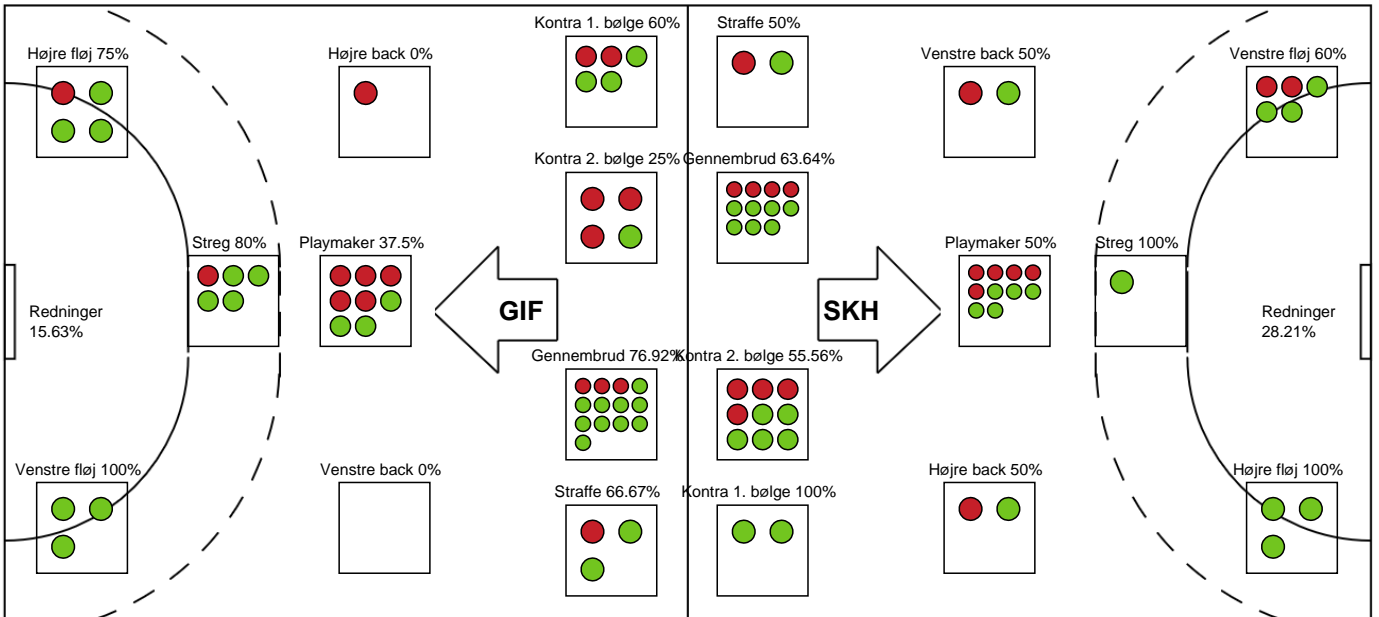 Kontra 1. bølge 60%
Straffe 50%
Højre fløj 75%
Højre back 0%
Venstre back 50%
Venstre fløj 60%
Kontra 2. bølge 25%
Gennembrud 63.64%
Streg 80%
Playmaker 37.5%
Playmaker 50%
Streg 100%
GIF
SKH
Redninger
15.63%
Redninger
28.21%
Gennembrud 76.92%
Kontra 2. bølge 55.56%
Venstre fløj 100%
Venstre back 0%
Højre back 50%
Højre fløj 100%
Straffe 66.67%
Kontra 1. bølge 100%